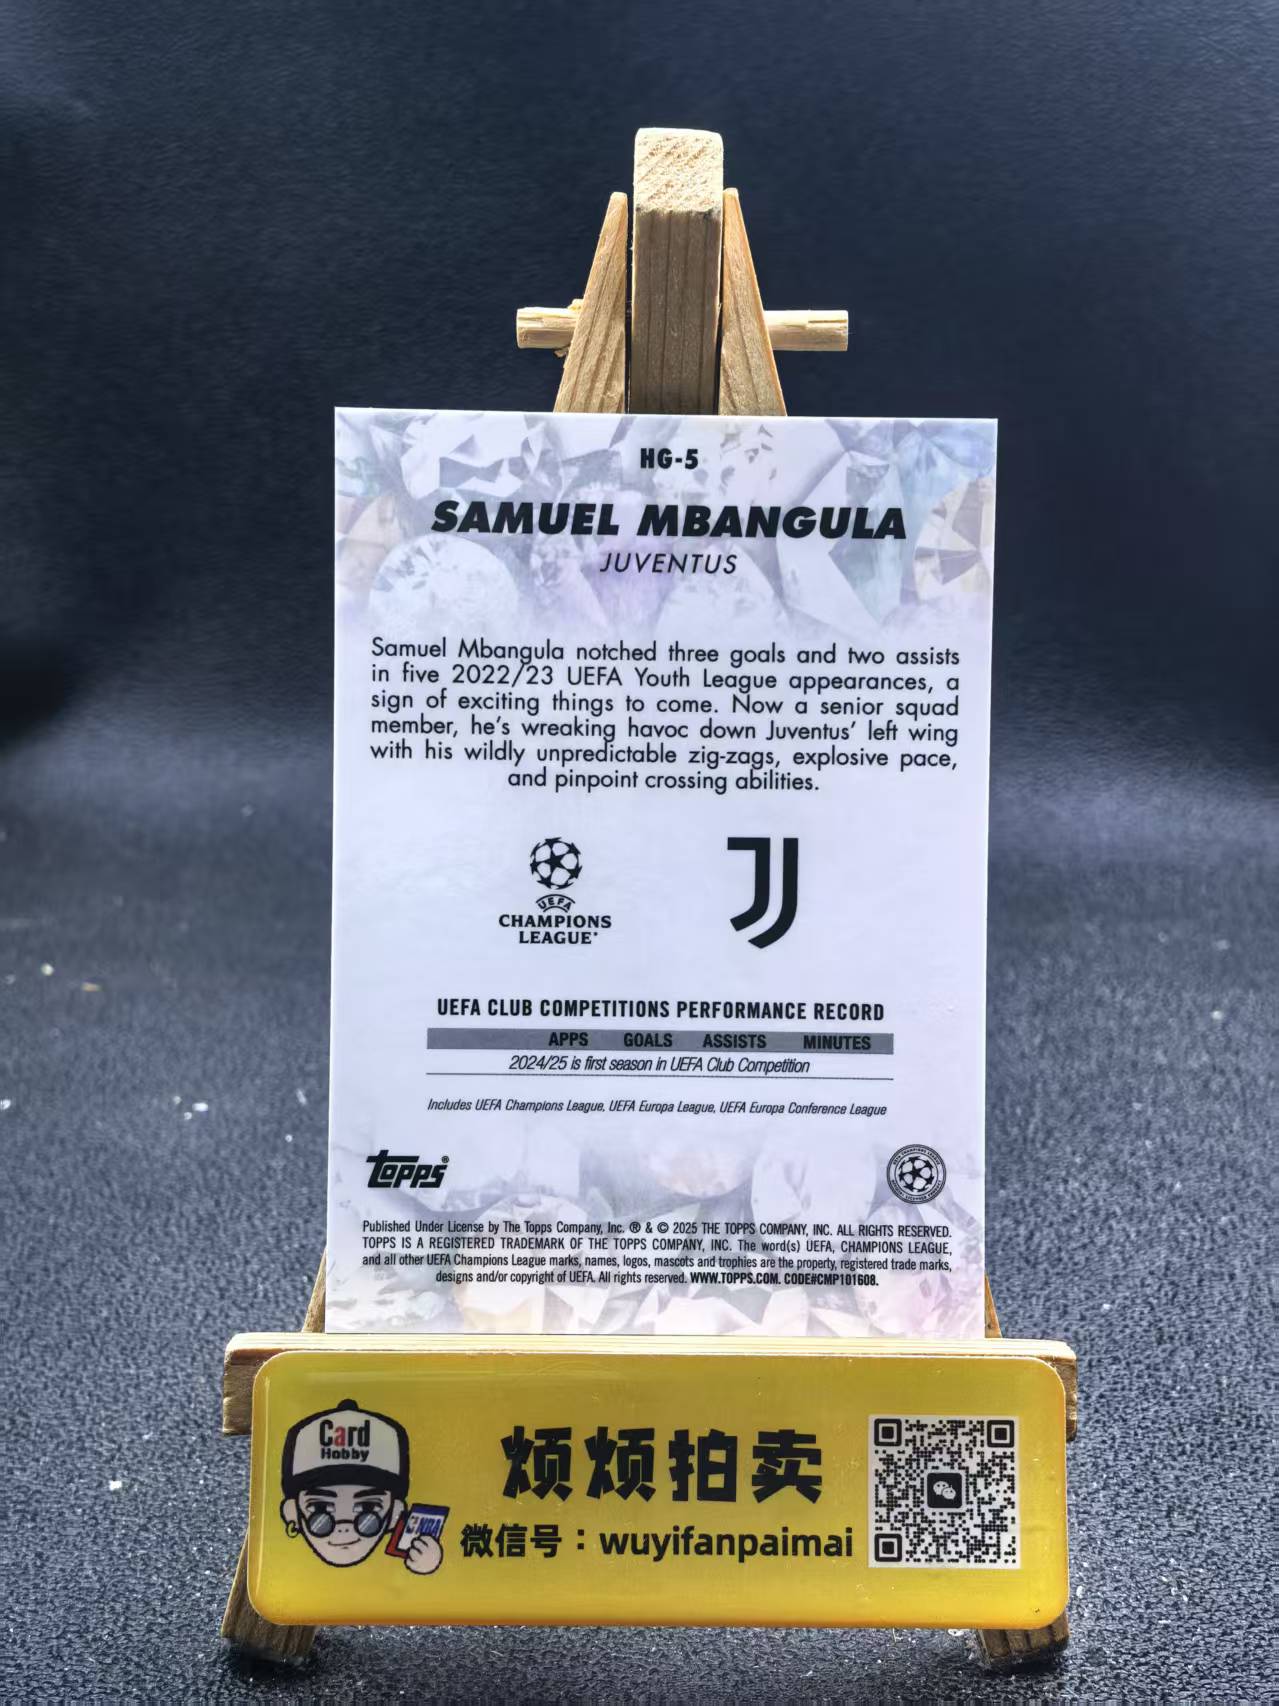 HG-5
SAMUEL MBANGULA
JUVENTUS
Samuel Mbangula notched three goals and two assists
in five 2022/23 UEFA Youth League appearances, a
sign of exciting things to come. Now a senior squad
member, he's wreaking havoc down Juventus' left wing
with his wildly unpredictable zig-zags, explosive pace,
and pinpoint crossing abilities.
UEFA
CHAMPIONS
LEAGUE
UEFA CLUB COMPETITIONS PERFORMANCE RECORD
APPS GOALS ASSISTS MINUTES
2024/25 is first season in UEFA Club Competition
Includes UEFA Champions League, UEFA Europa League, UEFA Europa Conference League
Topps®
Published Under License by The Topps Company, Inc. ® & © 2025 THE TOPPS COMPANY, INC. ALL RIGHTS RESERVED.
TOPPS IS A REGISTERED TRADEMARK OF THE TOPPS COMPANY, INC. The word(s) UEFA, CHAMPIONS LEAGUE,
and all other UEFA Champions League marks, names, logos, mascots and trophies are the property, registered trade marks,
designs and/or copyright of UEFA. All rights reserved. WWW.TOPPS.COM. CODE#CMP101608.
Card
Hobby
NBA
烦烦拍卖
微信号：wuyifanpaimai